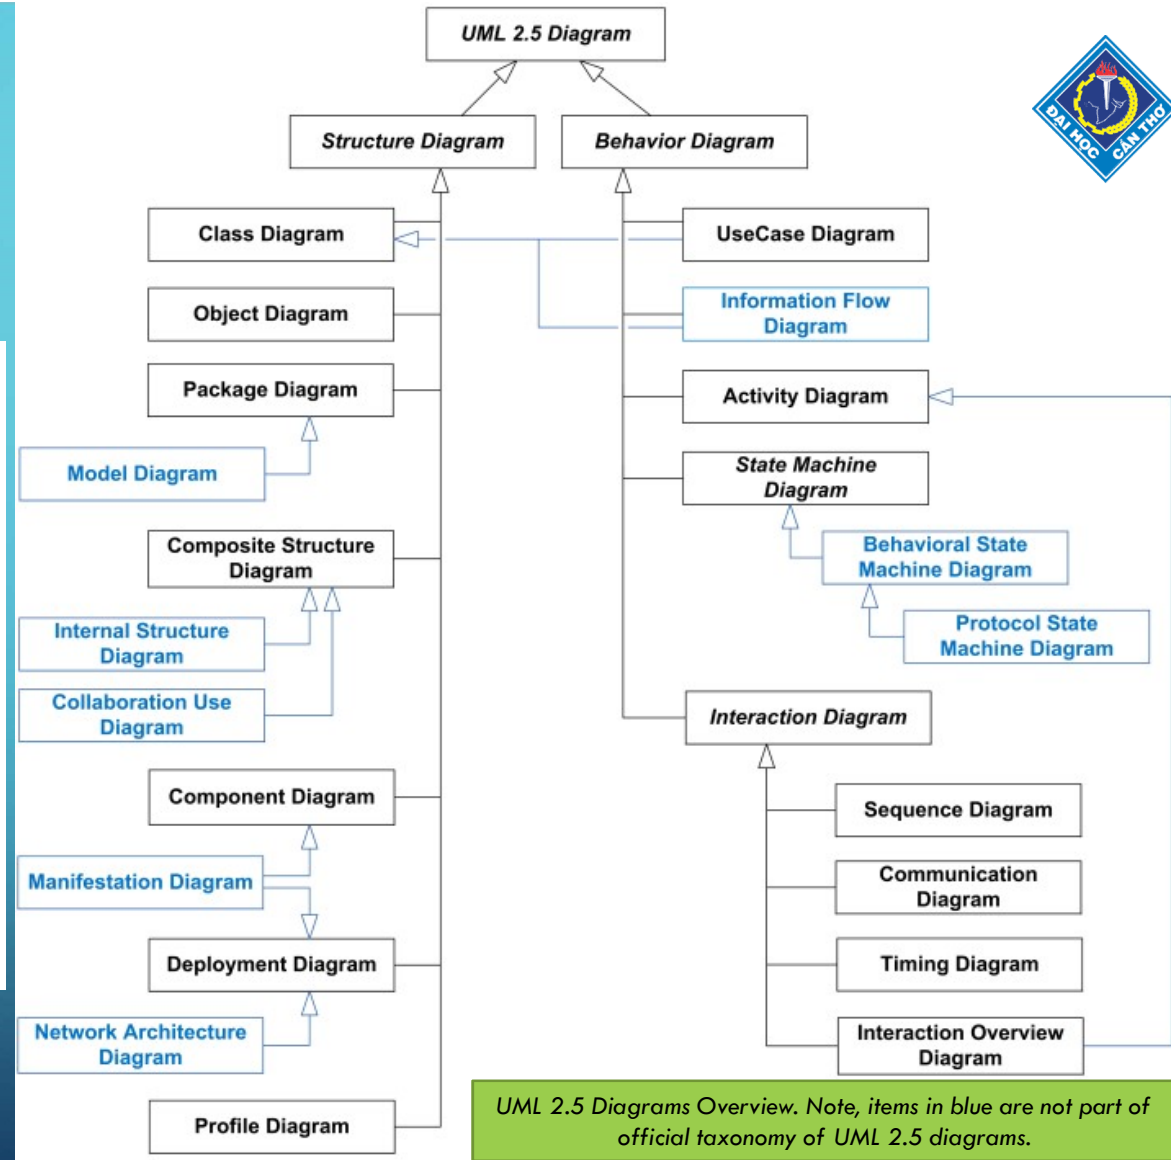 UML 2.5 Diagram
Structure Diagram
Behavior Diagram
ĐẠI HỌC CẦN THƠ
Class Diagram
UseCase Diagram
Object Diagram
Information Flow
Diagram
Package Diagram
Activity Diagram
Model Diagram
State Machine
Diagram
Composite Structure
Diagram
Behavioral State
Machine Diagram
Internal Structure
Diagram
Protocol State
Machine Diagram
Collaboration Use
Diagram
Interaction Diagram
Component Diagram
Sequence Diagram
Manifestation Diagram
Communication
Diagram
Deployment Diagram
Timing Diagram
Network Architecture
Diagram
Interaction Overview
Diagram
Profile Diagram
UML 2.5 Diagrams Overview. Note, items in blue are not part of
official taxonomy of UML 2.5 diagrams.